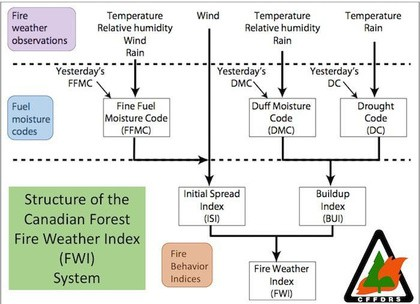 Fire
weather
observations
Temperature
Relative humidity
Wind
Rain
Wind
Temperature
Relative humidity
Rain
Temperature
Rain
Yesterday's
FFMC
Yesterday's
DMC
Yesterday's
DC
Fuel
moisture
codes
Fine Fuel
Moisture Code
(FFMC)
Duff Moisture
Code
(DMC)
Drought
Code
(DC)
Structure of the
Canadian Forest
Fire Weather Index
(FWI)
System
Initial Spread
Index
(ISI)
Buildup
Index
(BUI)
Fire
Behavior
Indices
Fire Weather
Index
(FWI)
CFFDRS